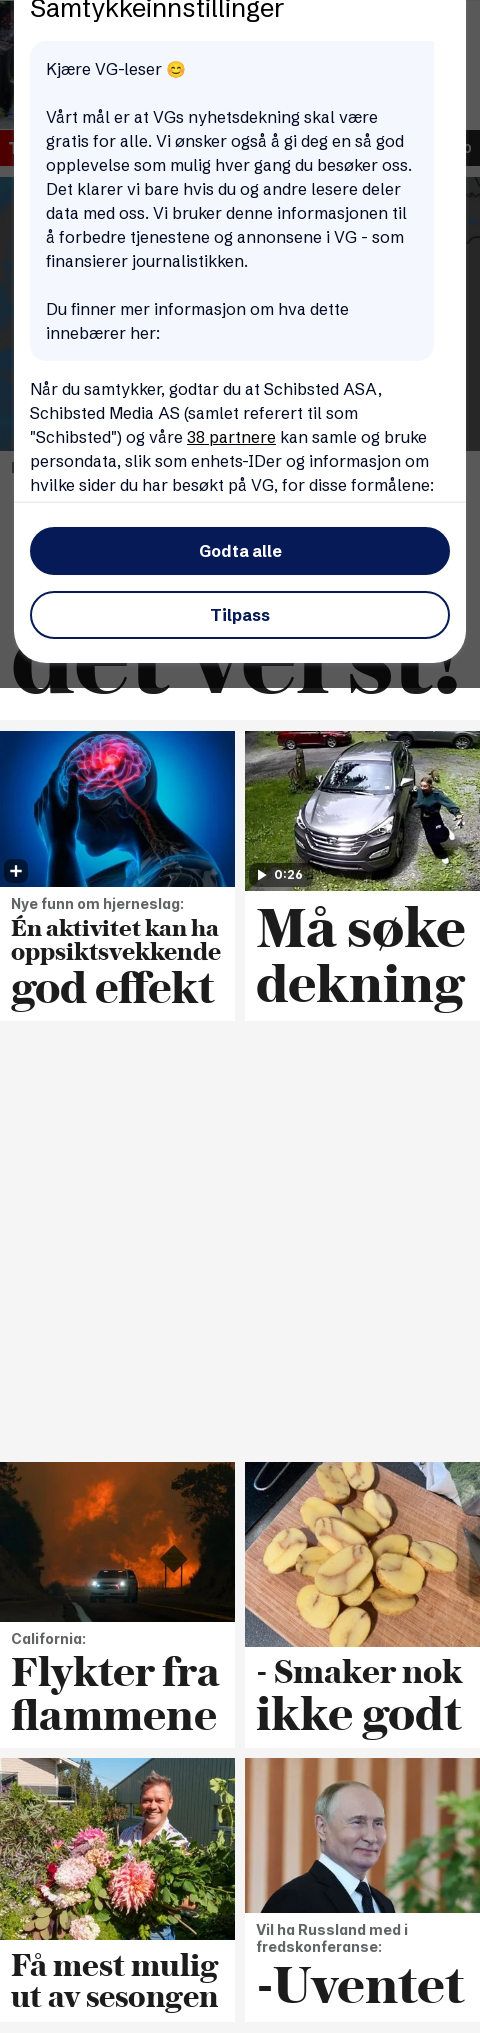 Samtykkeinnstillinger
Kjære VG-leser 😊
Vårt mål er at VGs nyhetsdekning skal være
gratis for alle. Vi ønsker også å gi deg en så god
opplevelse som mulig hver gang du besøker oss.
Det klarer vi bare hvis du og andre lesere deler
data med oss. Vi bruker denne informasjonen til
å forbedre tjenestene og annonsene i VG - som
finansierer journalistikken.
Du finner mer informasjon om hva dette
innebærer her:
Når du samtykker, godtar du at Schibsted ASA,
Schibsted Media AS (samlet referert til som
"Schibsted") og våre 38 partnere kan samle og bruke
persondata, slik som enhets-IDer og informasjon om
hvilke sider du har besøkt på VG, for disse formålene:
Godta alle
Tilpass
det verst!
0:26
Nye funn om hjerneslag:
Én aktivitet kan ha
oppsiktsvekkende
god effekt
Må søke
dekning
California:
Flykter fra
flammene
- Smaker nok
ikke godt
Få mest mulig
ut av sesongen
Vil ha Russland med i
fredskonferanse:
-Uventet